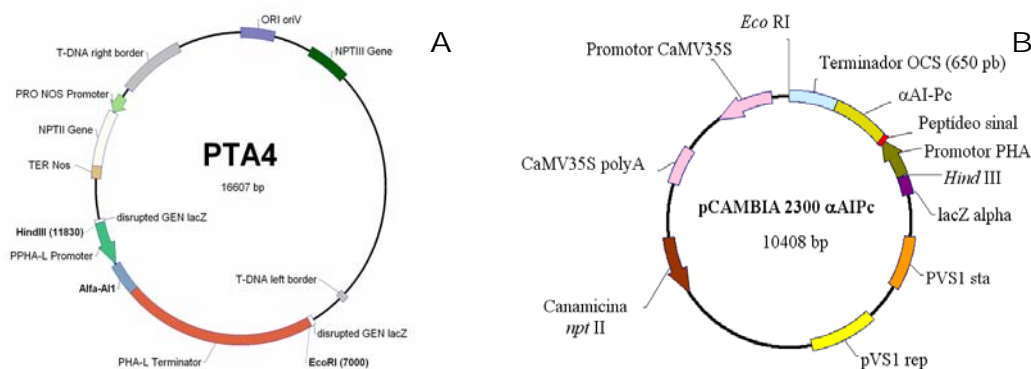 A
ORI oriV
NPTIII Gene
T-DNA right border
PRO NOS Promoter
NPTII Gene
TER Nos
PTA4
16607 bp
disrupted GEN lacZ
HindIII (11830)
PPHA-L Promoter
Alfa-AI1
PHA-L Terminator
T-DNA left border
disrupted GEN lacZ
EcoRI (7000)
B
Eco RI
Promotor CaMV35S
Terminador OCS (650 pb)
αAI-Pc
Peptídeo sinal
Promotor PHA
Hind III
lacZ alpha
CaMV35S polyA
pCAMBIA 2300 αAIPc
10408 bp
PVS1 sta
Canamicina
npt II
pVS1 rep